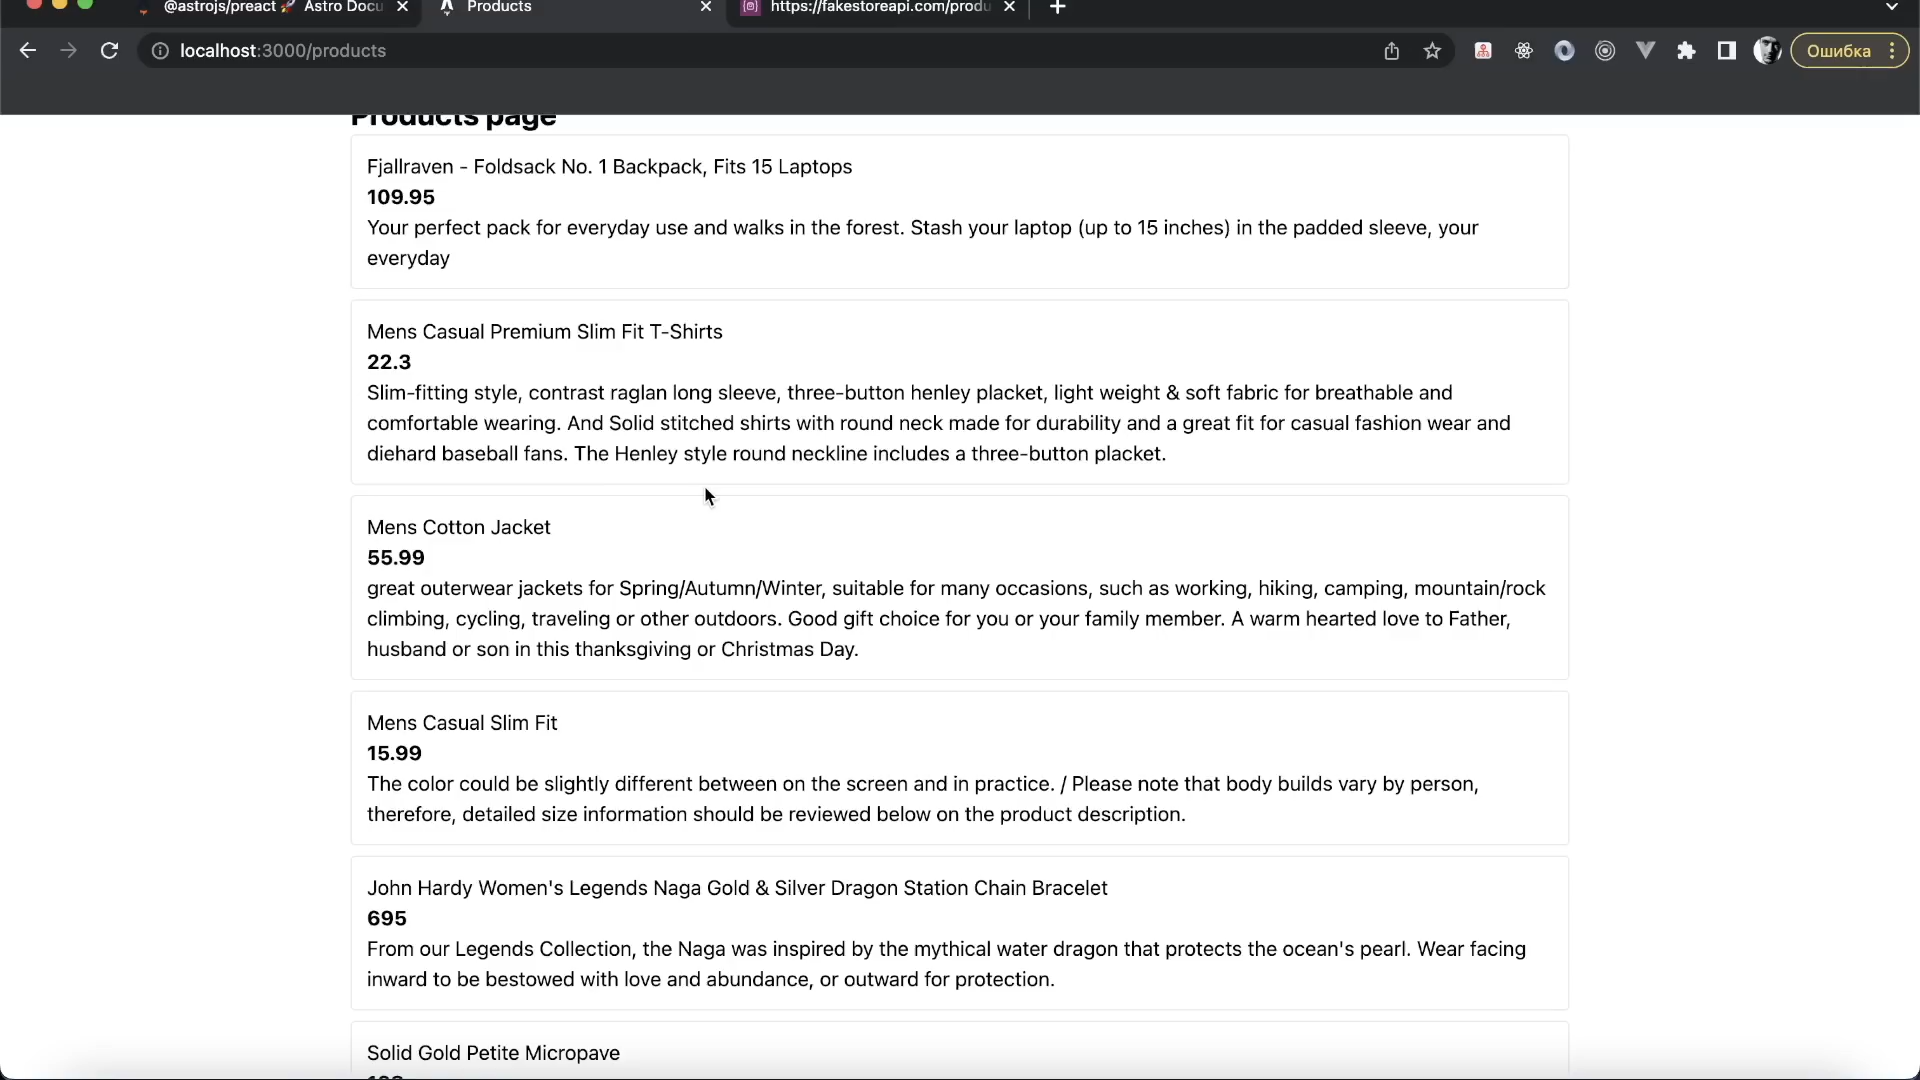 @astrojs/preact 🚀 Astro Docu
Products
https://fakestoreapi.com/produ
localhost:3000/products
Ошибка
Products page
Fjallraven - Foldsack No. 1 Backpack, Fits 15 Laptops
109.95
Your perfect pack for everyday use and walks in the forest. Stash your laptop (up to 15 inches) in the padded sleeve, your
everyday
Mens Casual Premium Slim Fit T-Shirts
22.3
Slim-fitting style, contrast raglan long sleeve, three-button henley placket, light weight & soft fabric for breathable and
comfortable wearing. And Solid stitched shirts with round neck made for durability and a great fit for casual fashion wear and
diehard baseball fans. The Henley style round neckline includes a three-button placket.
Mens Cotton Jacket
55.99
great outerwear jackets for Spring/Autumn/Winter, suitable for many occasions, such as working, hiking, camping, mountain/rock
climbing, cycling, traveling or other outdoors. Good gift choice for you or your family member. A warm hearted love to Father,
husband or son in this thanksgiving or Christmas Day.
Mens Casual Slim Fit
15.99
The color could be slightly different between on the screen and in practice. / Please note that body builds vary by person,
therefore, detailed size information should be reviewed below on the product description.
John Hardy Women's Legends Naga Gold & Silver Dragon Station Chain Bracelet
695
From our Legends Collection, the Naga was inspired by the mythical water dragon that protects the ocean's pearl. Wear facing
inward to be bestowed with love and abundance, or outward for protection.
Solid Gold Petite Micropave